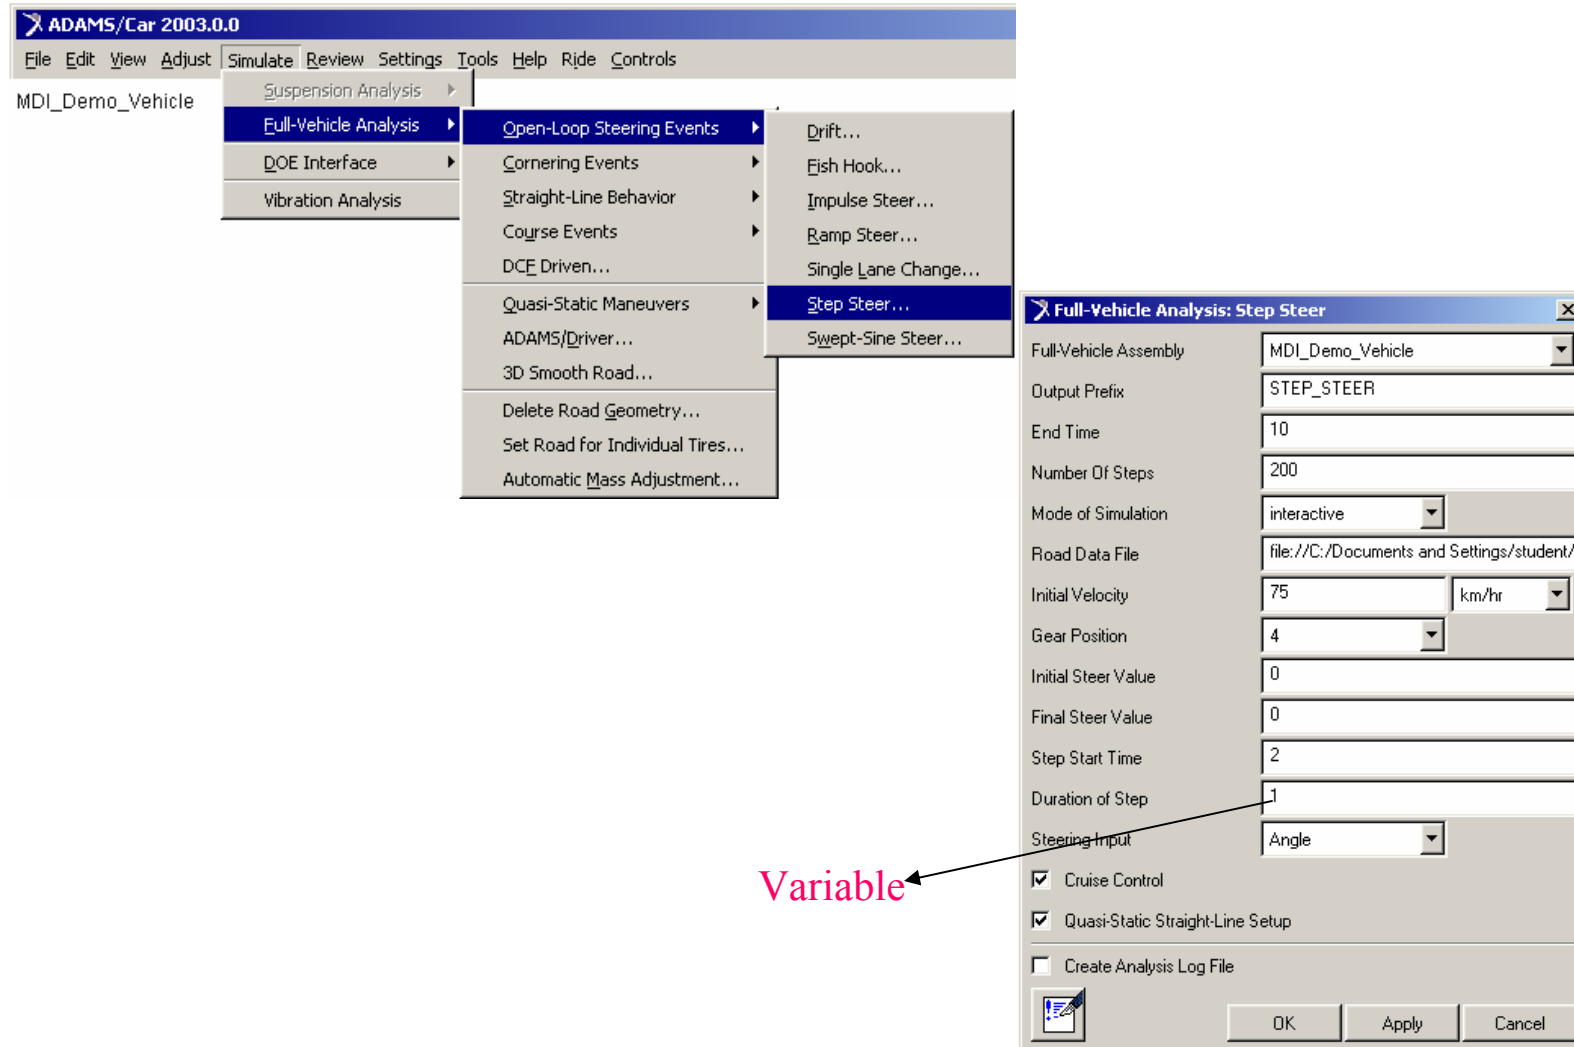 ADAMS/Car 2003.0.0
File Edit View Adjust Simulate Review Settings Tools Help Ride Controls
MDI_Demo_Vehicle
Suspension Analysis
Full-Vehicle Analysis
DOE Interface
Vibration Analysis
Open-Loop Steering Events
Cornering Events
Straight-Line Behavior
Course Events
DCF Driven...
Quasi-Static Maneuvers
ADAMS/Driver...
3D Smooth Road...
Delete Road Geometry...
Set Road for Individual Tires...
Automatic Mass Adjustment...
Drift...
Fish Hook...
Impulse Steer...
Ramp Steer...
Single Lane Change...
Step Steer...
Swept-Sine Steer...
Full-Vehicle Analysis: Step Steer
Full-Vehicle Assembly MDI_Demo_Vehicle
Output Prefix STEP_STEER
End Time 10
Number Of Steps 200
Mode of Simulation interactive
Road Data File file://C:/Documents and Settings/student/
Initial Velocity 75 km/hr
Gear Position 4
Initial Steer Value 0
Final Steer Value 0
Step Start Time 2
Duration of Step 1
Steering Input Angle
Cruise Control
Quasi-Static Straight-Line Setup
Create Analysis Log File
OK Apply Cancel
Variable